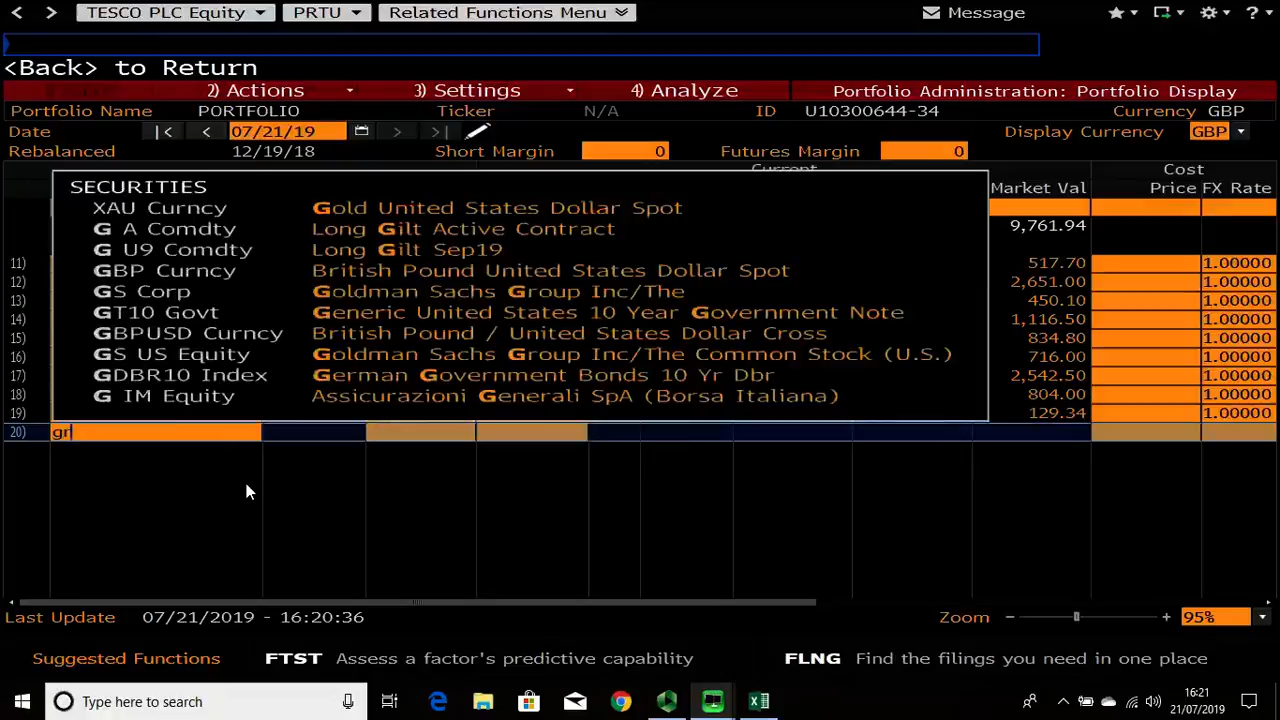 TESCO PLC Equity PRTU Related Functions Menu Message
<Back> to Return
2) Actions 3) Settings 4) Analyze Portfolio Administration: Portfolio Display
Portfolio Name PORTFOLIO Ticker N/A ID U10300644-34 Currency GBP
Date |< < 07/21/19 > >| Display Currency GBP
Rebalanced 12/19/18 Short Margin 0 Futures Margin 0
Current Cost
Market Val Price FX Rate
SECURITIES
XAU Curncy Gold United States Dollar Spot
9,761.94
G A Comdty Long Gilt Active Contract
G U9 Comdty Long Gilt Sep19
11) 517.70 1.00000
GBP Curncy British Pound United States Dollar Spot
12) 2,651.00 1.00000
GS Corp Goldman Sachs Group Inc/The
13) 450.10 1.00000
GT10 Govt Generic United States 10 Year Government Note
14) 1,116.50 1.00000
GBPUSD Curncy British Pound / United States Dollar Cross
15) 834.80 1.00000
GS US Equity Goldman Sachs Group Inc/The Common Stock (U.S.)
16) 716.00 1.00000
GDBR10 Index German Government Bonds 10 Yr Dbr
17) 2,542.50 1.00000
G IM Equity Assicurazioni Generali SpA (Borsa Italiana)
18) 804.00 1.00000
19) 129.34 1.00000
20) gr
Last Update 07/21/2019 - 16:20:36 Zoom - + 95%
Suggested Functions FTST Assess a factor's predictive capability FLNG Find the filings you need in one place
Type here to search
16:21
21/07/2019